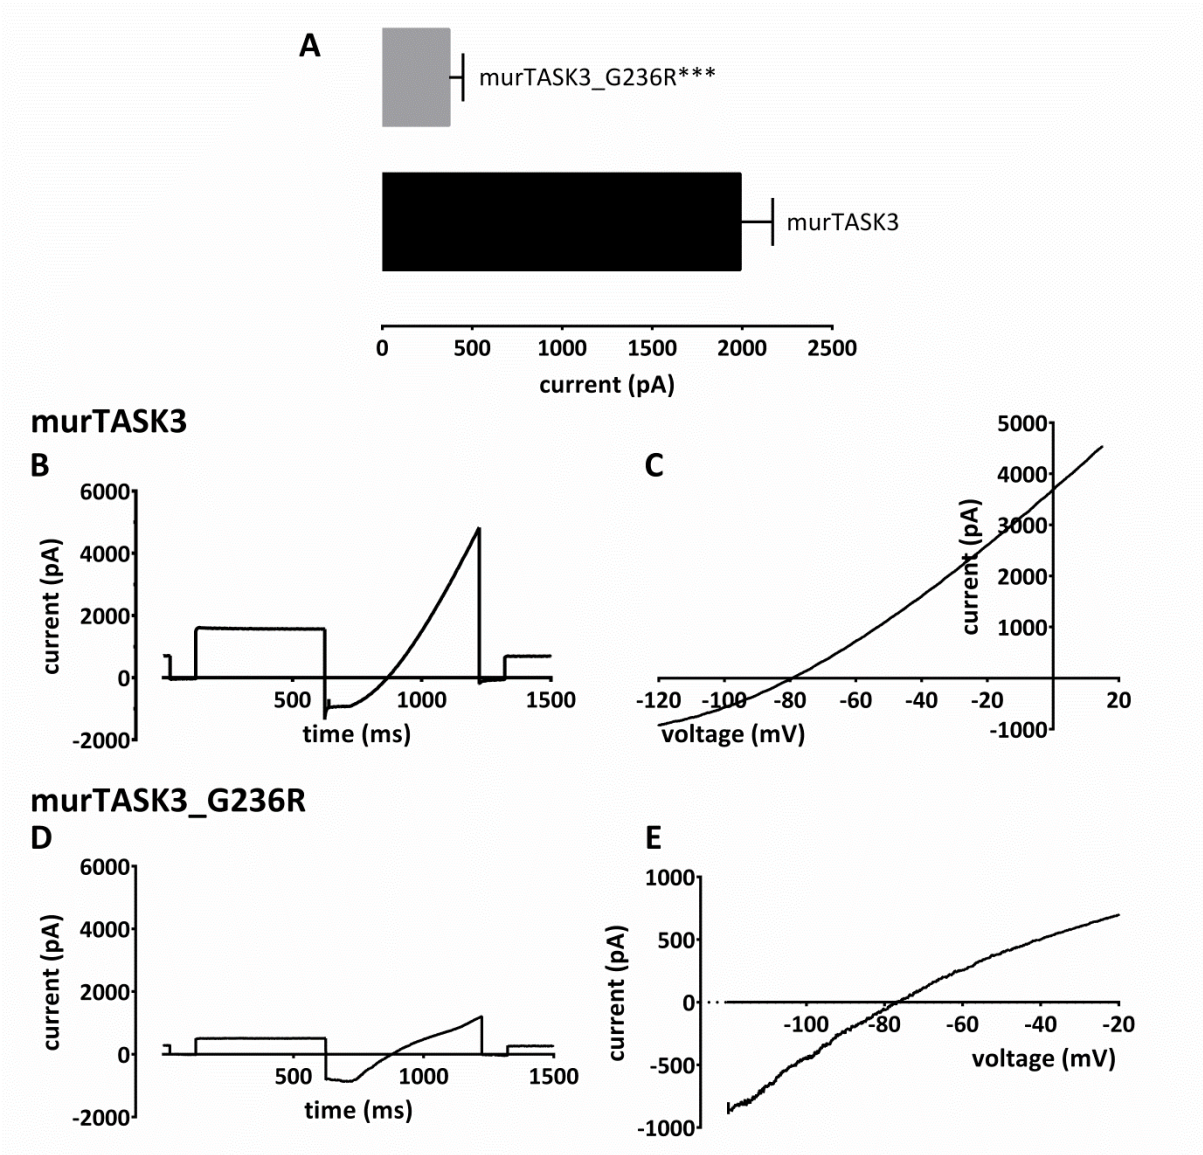 A
murTASK3_G236R***
murTASK3
0 500 1000 1500 2000 2500
current (pA)
murTASK3
B
6000
4000
2000
0
-2000
current (pA)
500 1000 1500
time (ms)
C
5000
4000
3000
2000
1000
-1000
current (pA)
-120 -100 -80 -60 -40 -20 20
voltage (mV)
murTASK3_G236R
D
6000
4000
2000
0
-2000
current (pA)
500 1000 1500
time (ms)
E
1000
500
0
-500
-1000
current (pA)
-100 -80 -60 -40 -20
voltage (mV)